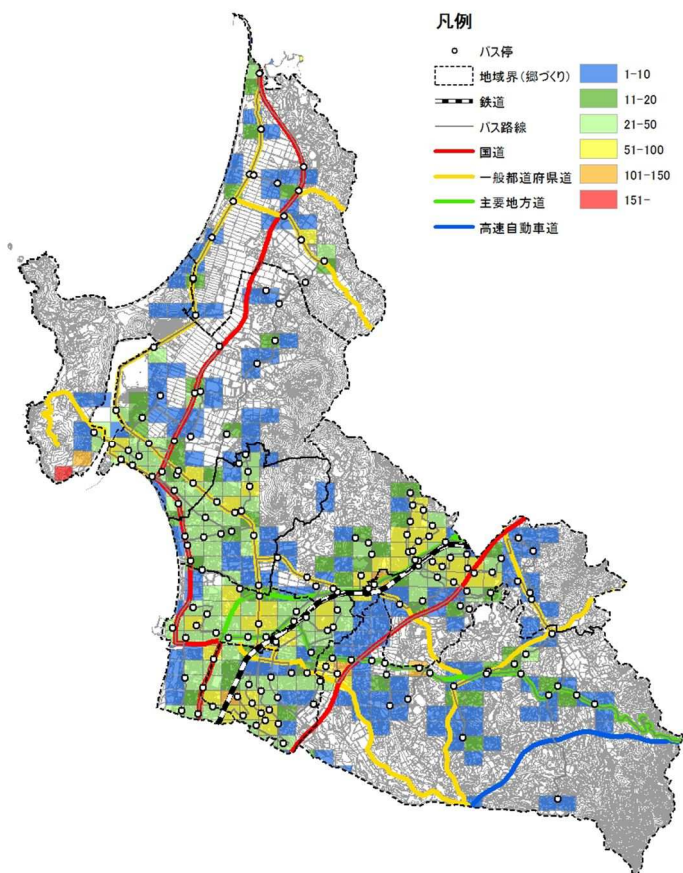 凡例
バス停
地域界(郷づくり)
鉄道
バス路線
国道
一般都道府県道
主要地方道
高速自動車道
1-10
11-20
21-50
51-100
101-150
151-